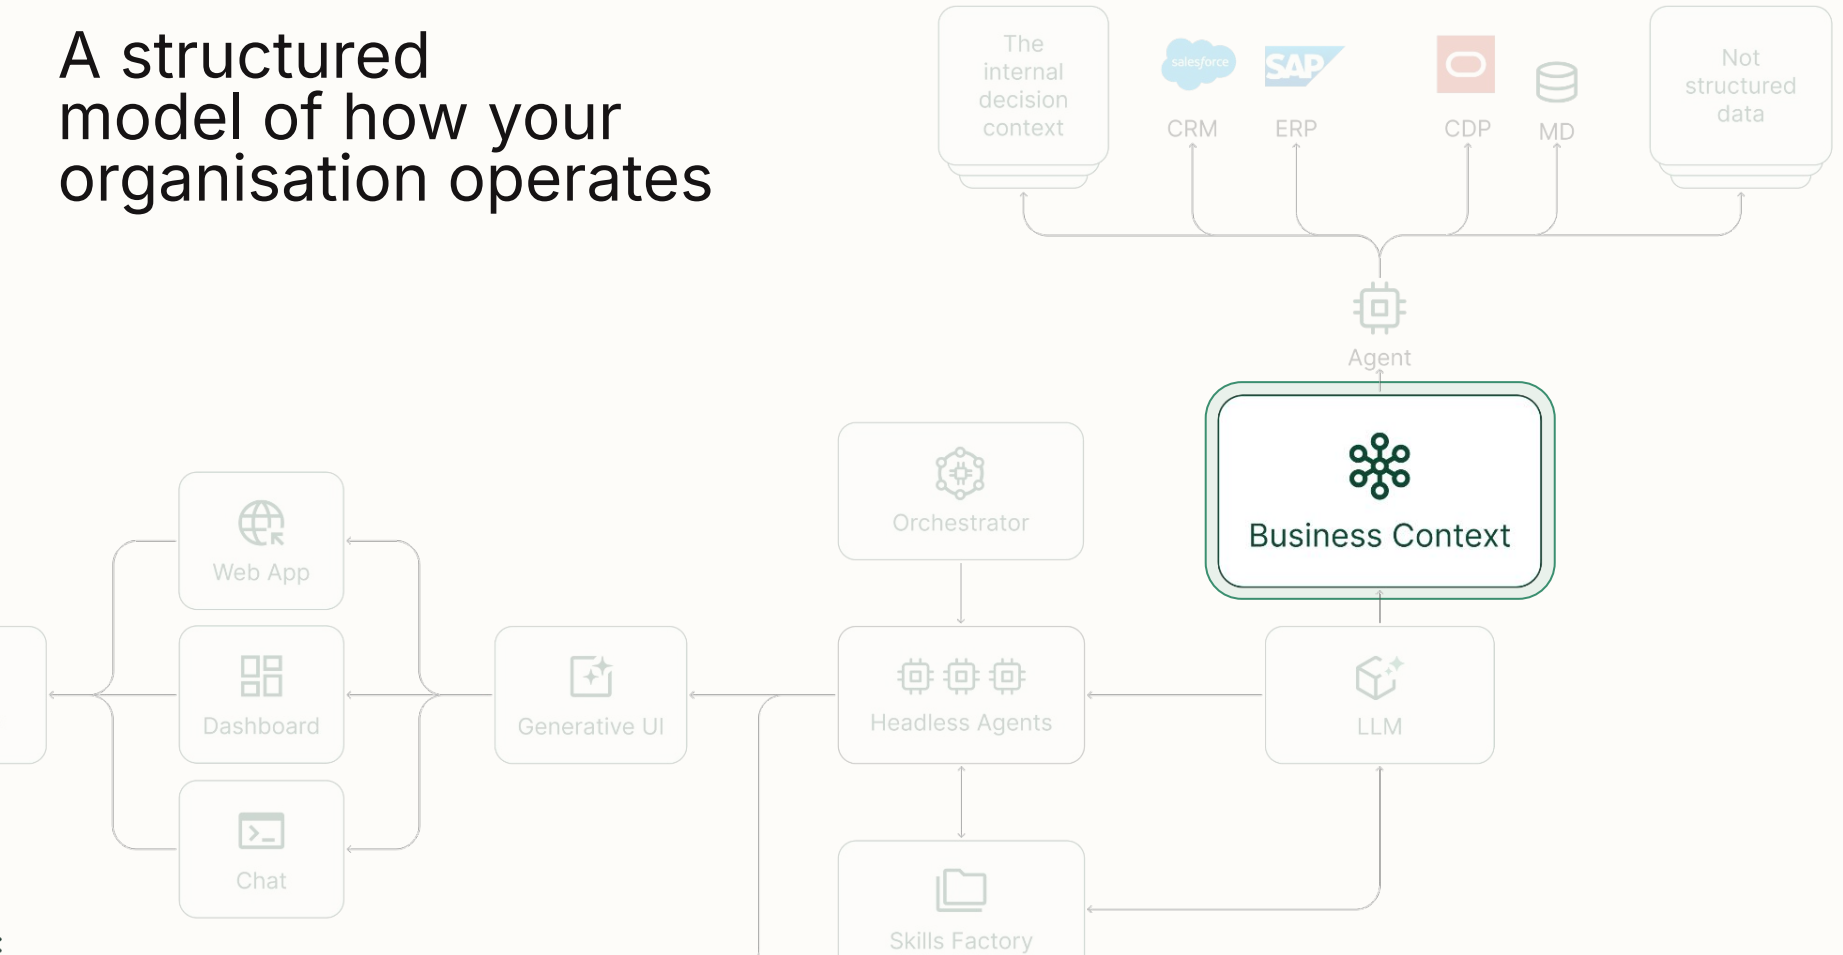 A structured
model of how your
organisation operates
The
internal
decision
context
salesforce
CRM
SAP
ERP
CDP
MD
Not
structured
data
Agent
Business Context
Orchestrator
Web App
Dashboard
Generative UI
Headless Agents
LLM
Chat
Skills Factory